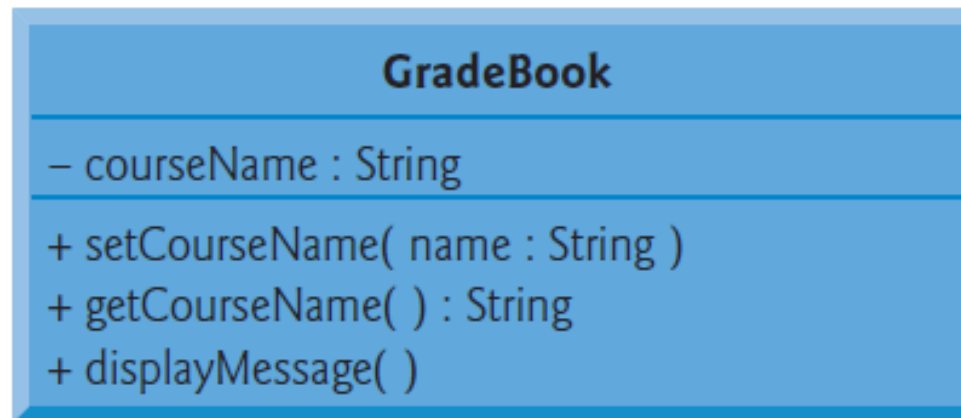 GradeBook
– courseName : String
+ setCourseName( name : String )
+ getCourseName( ) : String
+ displayMessage( )